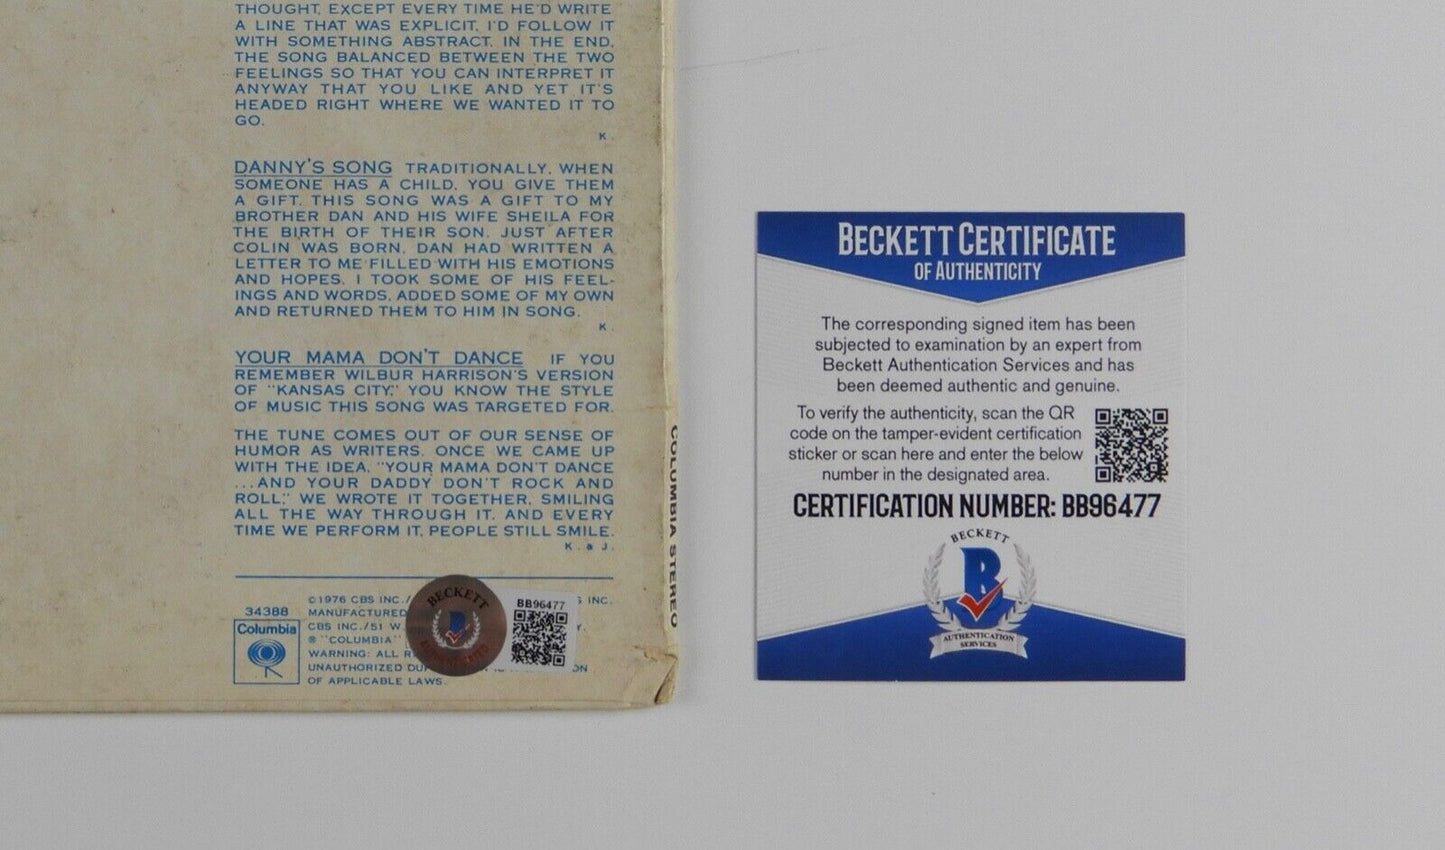 THOUGHT, EXCEPT EVERY TIME HE'D WRITE
A LINE THAT WAS EXPLICIT, I'D FOLLOW IT
WITH SOMETHING ABSTRACT. IN THE END,
THE SONG BALANCED BETWEEN THE TWO
FEELINGS SO THAT YOU CAN INTERPRET IT
ANYWAY THAT YOU LIKE AND YET IT'S
HEADED RIGHT WHERE WE WANTED IT TO
GO.
K.
DANNY'S SONG TRADITIONALLY, WHEN
SOMEONE HAS A CHILD, YOU GIVE THEM
A GIFT. THIS SONG WAS A GIFT TO MY
BROTHER DAN AND HIS WIFE SHEILA FOR
THE BIRTH OF THEIR SON. JUST AFTER
COLIN WAS BORN, DAN HAD WRITTEN A
LETTER TO ME FILLED WITH HIS EMOTIONS
AND HOPES. I TOOK SOME OF HIS FEEL-
INGS AND WORDS, ADDED SOME OF MY OWN
AND RETURNED THEM TO HIM IN SONG.
K.
YOUR MAMA DON'T DANCE IF YOU
REMEMBER WILBUR HARRISON'S VERSION
OF "KANSAS CITY," YOU KNOW THE STYLE
OF MUSIC THIS SONG WAS TARGETED FOR.
THE TUNE COMES OUT OF OUR SENSE OF
HUMOR AS WRITERS. ONCE WE CAME UP
WITH THE IDEA, "YOUR MAMA DON'T DANCE
...AND YOUR DADDY DON'T ROCK AND
ROLL," WE WROTE IT TOGETHER, SMILING
ALL THE WAY THROUGH IT. AND EVERY
TIME WE PERFORM IT, PEOPLE STILL SMILE.
K. & J.
34388
Columbia
©1976 CBS INC./ S INC.
MANUFACTURED
CBS INC./51 W. Y.
® "COLUMBIA"
WARNING: ALL R
UNAUTHORIZED DUP ON
OF APPLICABLE LAWS.
BECKETT
B
AUTHENTICATED
BB96477
COLUMBIA STEREO
BECKETT CERTIFICATE
OF AUTHENTICITY
The corresponding signed item has been
subjected to examination by an expert from
Beckett Authentication Services and has
been deemed authentic and genuine.
To verify the authenticity, scan the QR
code on the tamper-evident certification
sticker or scan here and enter the below
number in the designated area.
CERTIFICATION NUMBER: BB96477
BECKETT
B
AUTHENTICATION
SERVICES